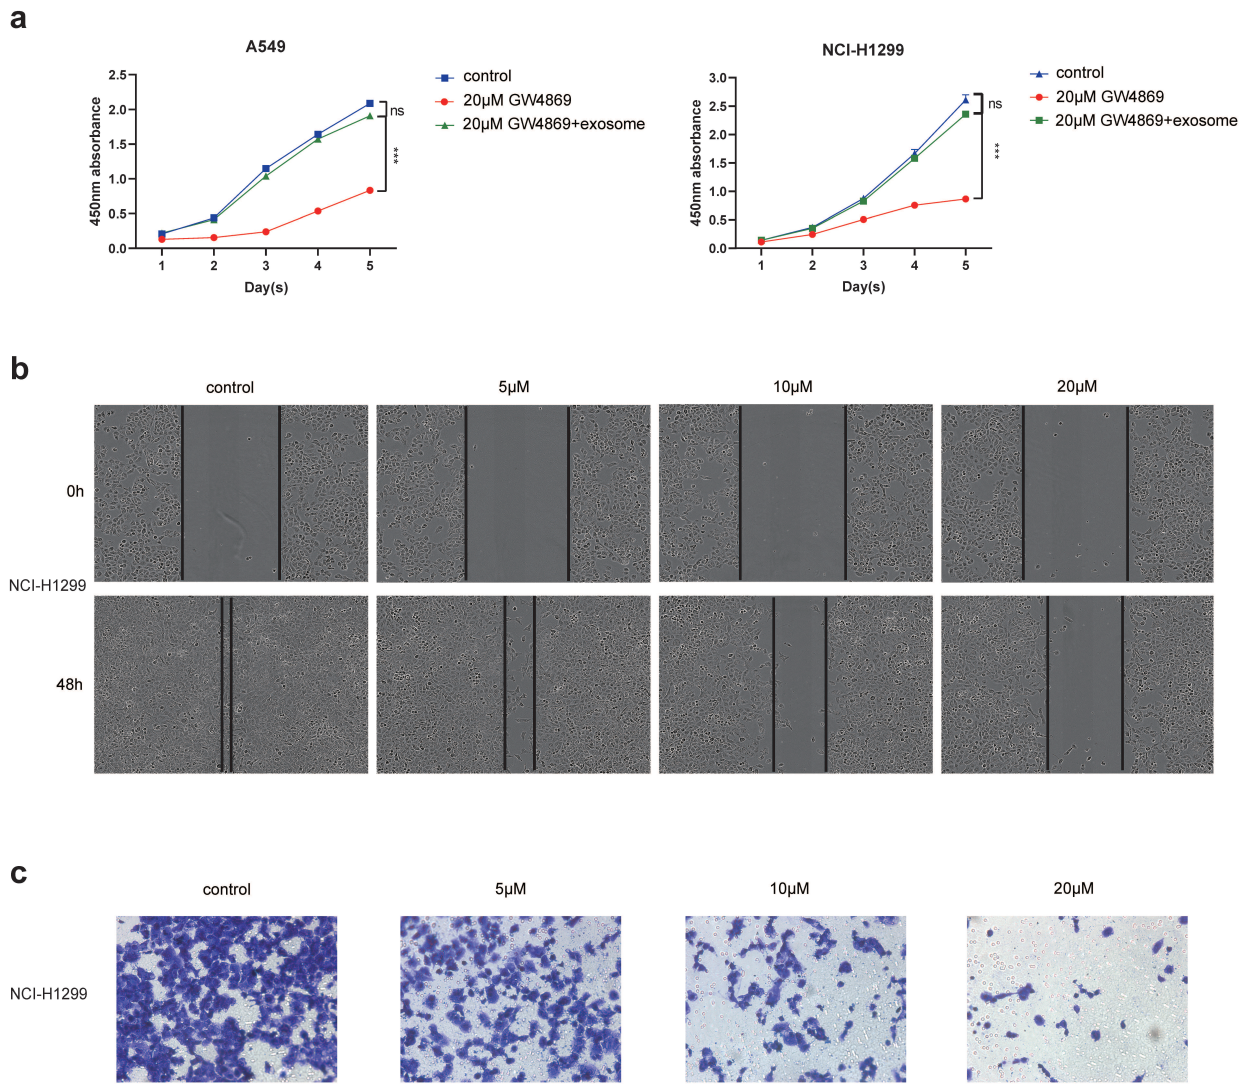 a
A549
450nm absorbance
2.5
2.0
1.5
1.0
0.5
0.0
1 2 3 4 5
Day(s)
control
20μM GW4869
20μM GW4869+exosome
ns
***
NCI-H1299
450nm absorbance
3.0
2.5
2.0
1.5
1.0
0.5
0.0
1 2 3 4 5
Day(s)
control
20μM GW4869
20μM GW4869+exosome
ns
***
b
control 5μM 10μM 20μM
0h
NCI-H1299
48h
c
control 5μM 10μM 20μM
NCI-H1299